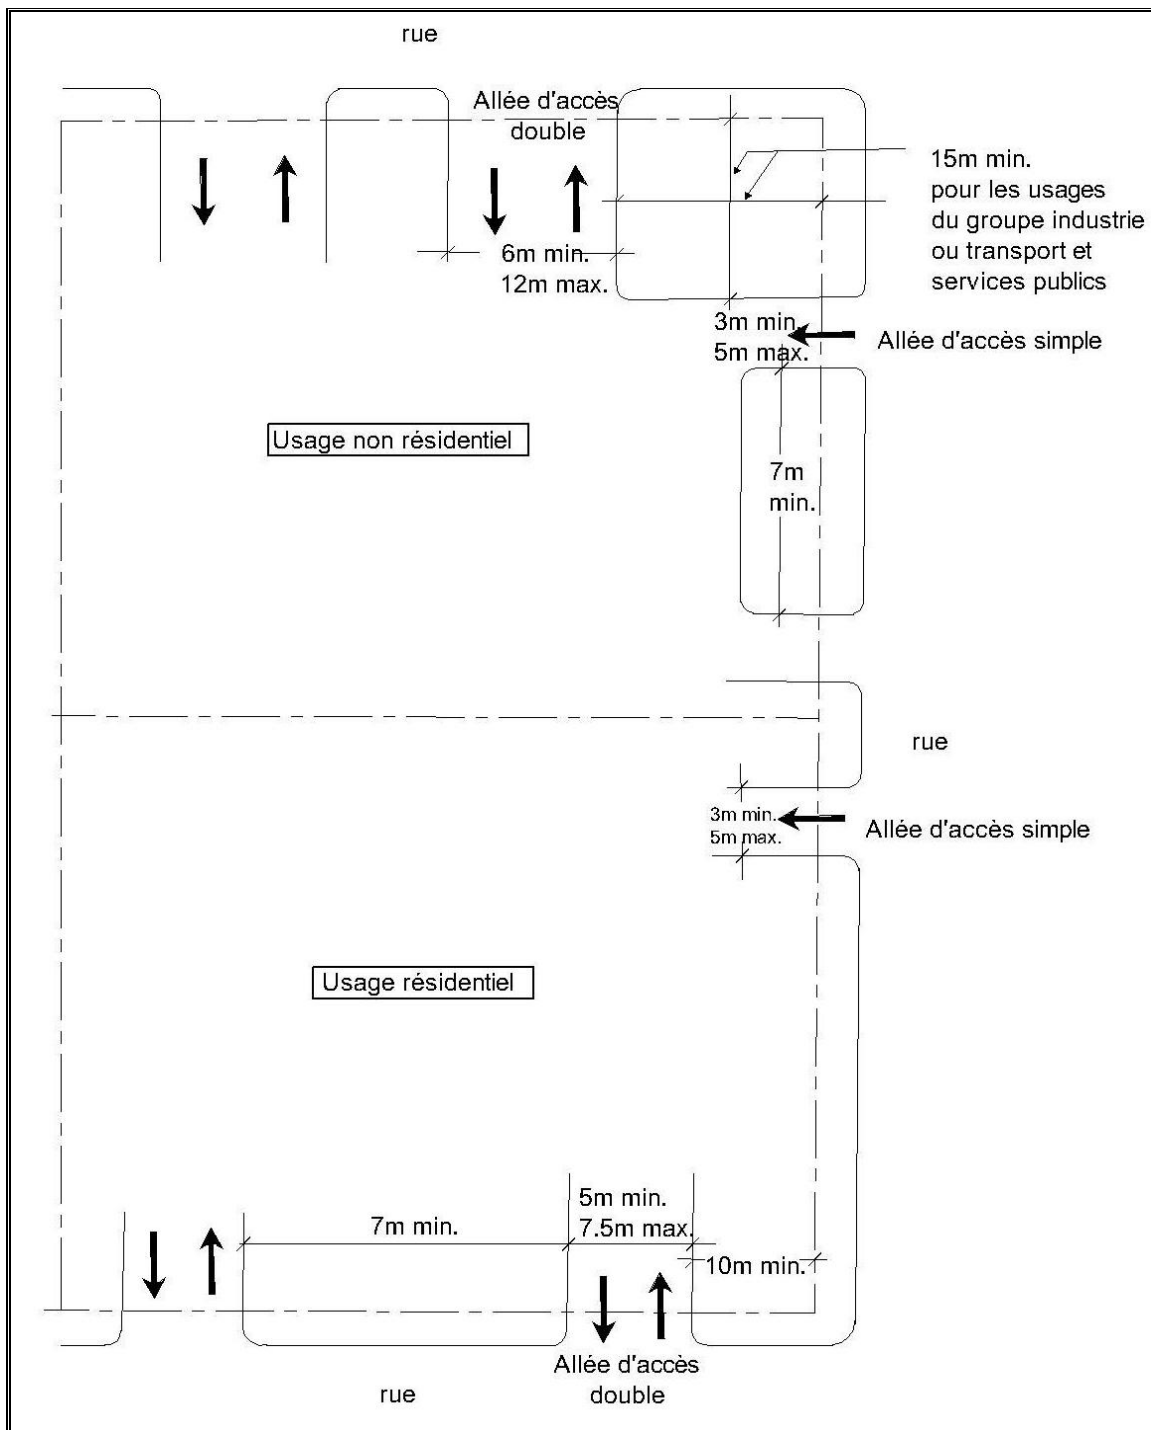 rue
Allée d'accès
double
15m min.
pour les usages
du groupe industrie
ou transport et
services publics
6m min.
12m max.
3m min.
5m max.
Allée d'accès simple
Usage non résidentiel
7m
min.
rue
3m min.
5m max.
Allée d'accès simple
Usage résidentiel
5m min.
7.5m max.
7m min.
10m min.
Allée d'accès
double
rue